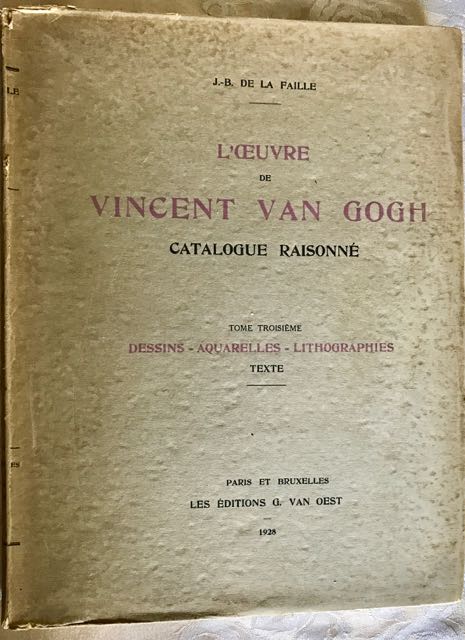 J.-B. DE LA FAILLE
L'ŒUVRE
DE
VINCENT VAN GOGH
CATALOGUE RAISONNÉ
TOME TROISIÈME
DESSINS - AQUARELLES - LITHOGRAPHIES
TEXTE
PARIS ET BRUXELLES
LES ÉDITIONS G. VAN OEST
1928